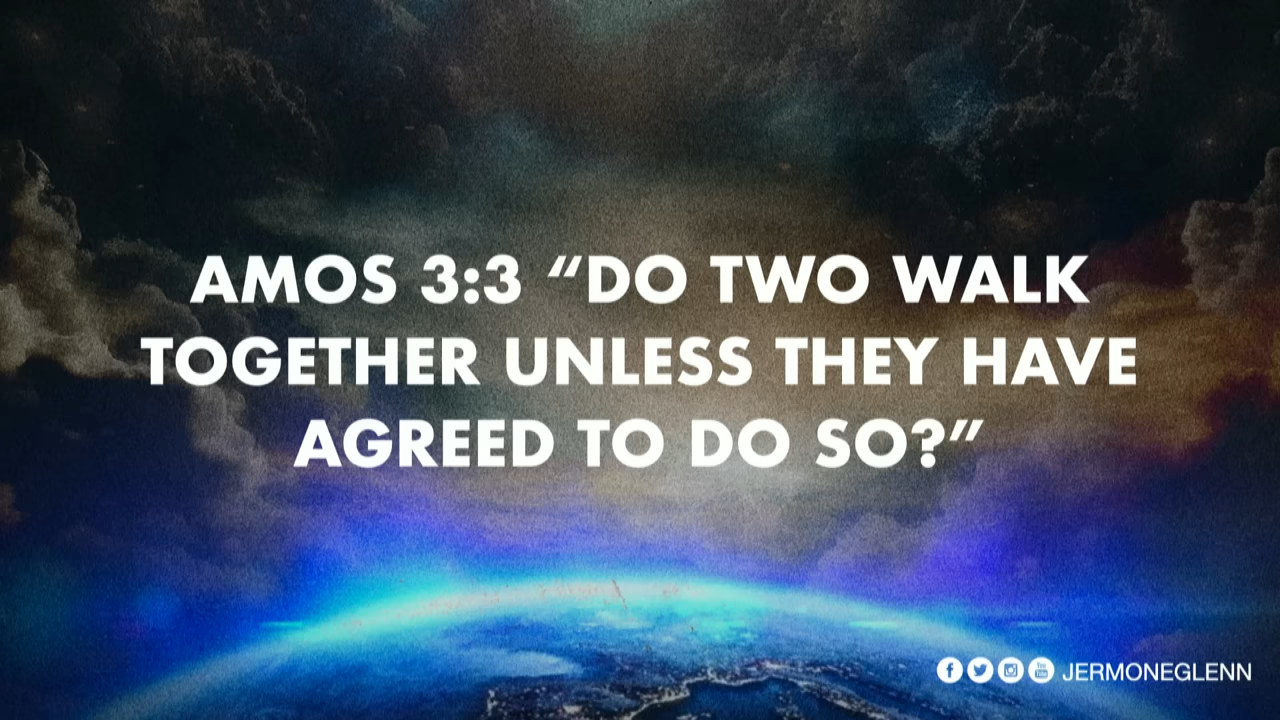 AMOS 3:3 “DO TWO WALK
TOGETHER UNLESS THEY HAVE
AGREED TO DO SO?”
JERMONEGLENN